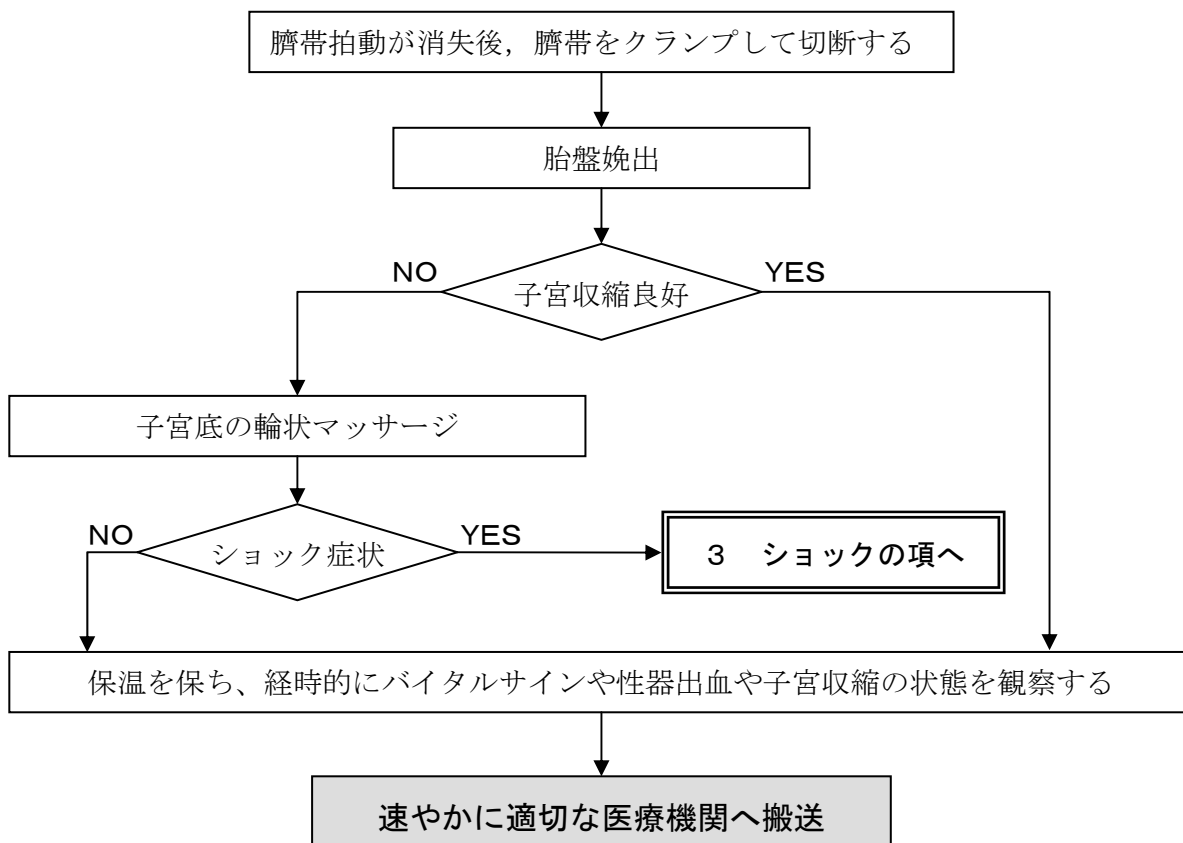 臍帯拍動が消失後，臍帯をクランプして切断する
胎盤娩出
NO
YES
子宮収縮良好
子宮底の輪状マッサージ
NO
YES
ショック症状
３　ショックの項へ
保温を保ち、経時的にバイタルサインや性器出血や子宮収縮の状態を観察する
速やかに適切な医療機関へ搬送